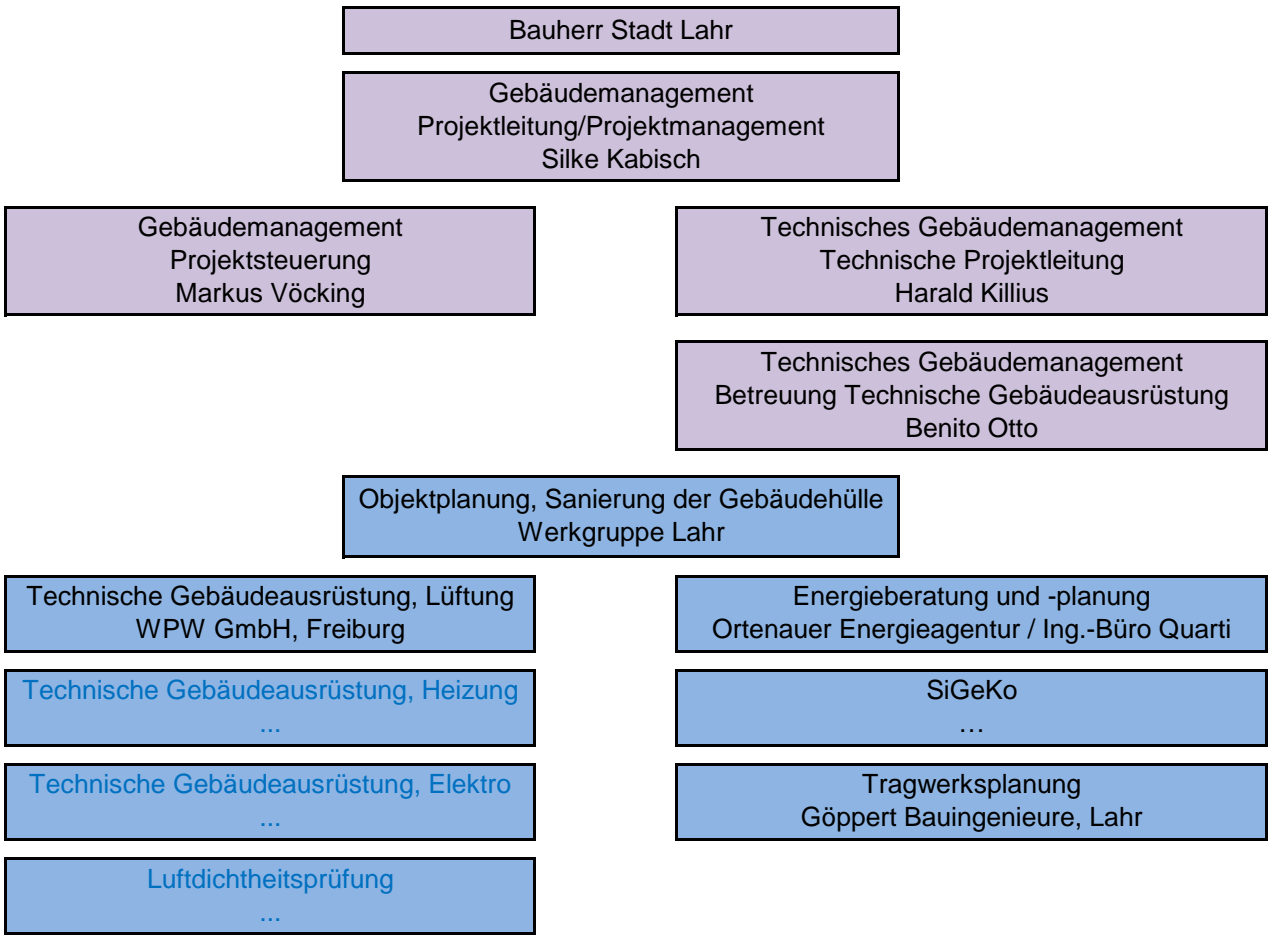 Bauherr Stadt Lahr
Gebäudemanagement
Projektleitung/Projektmanagement
Silke Kabisch
Gebäudemanagement
Projektsteuerung
Markus Vöcking
Technisches Gebäudemanagement
Technische Projektleitung
Harald Killius
Technisches Gebäudemanagement
Betreuung Technische Gebäudeausrüstung
Benito Otto
Objektplanung, Sanierung der Gebäudehülle
Werkgruppe Lahr
Technische Gebäudeausrüstung, Lüftung
WPW GmbH, Freiburg
Energieberatung und -planung
Ortenauer Energieagentur / Ing.-Büro Quarti
Technische Gebäudeausrüstung, Heizung
...
SiGeKo
…
Technische Gebäudeausrüstung, Elektro
...
Tragwerksplanung
Göppert Bauingenieure, Lahr
Luftdichtheitsprüfung
...